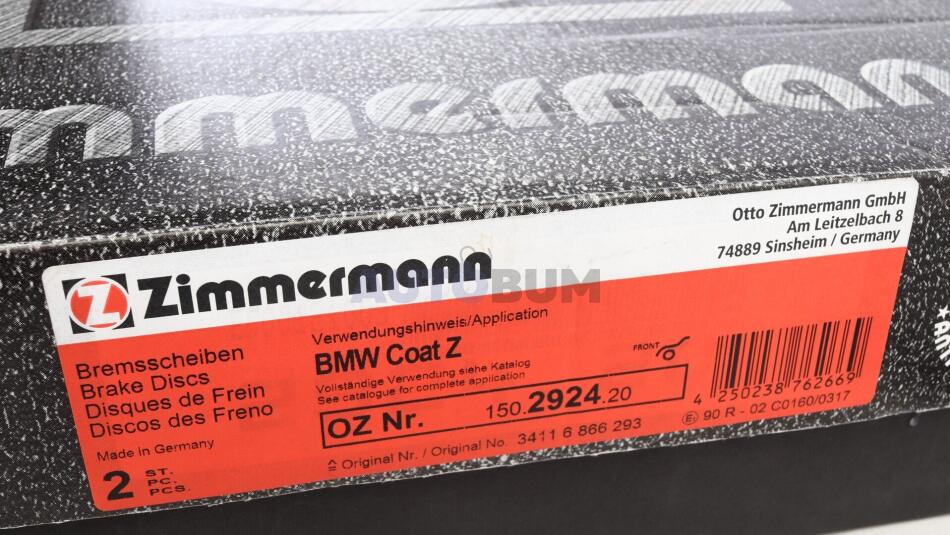 mmerman
Otto Zimmermann GmbH
Am Leitzelbach 8
74889 Sinsheim / Germany
Z Zimmermann
AUTOBUM
Bremsscheiben
Brake Discs
Disques de Frein
Discos des Freno
Made in Germany
2 ST.
PC.
PCS.
Verwendungshinweis/Application
BMW Coat Z
Vollständige Verwendung siehe Katalog
See catalogue for complete application
FRONT
OZ Nr. 150.2924.20
≙ Original Nr. / Original No. 3411 6 866 293
4 250238 762669
E1 90 R - 02 C0160/0317